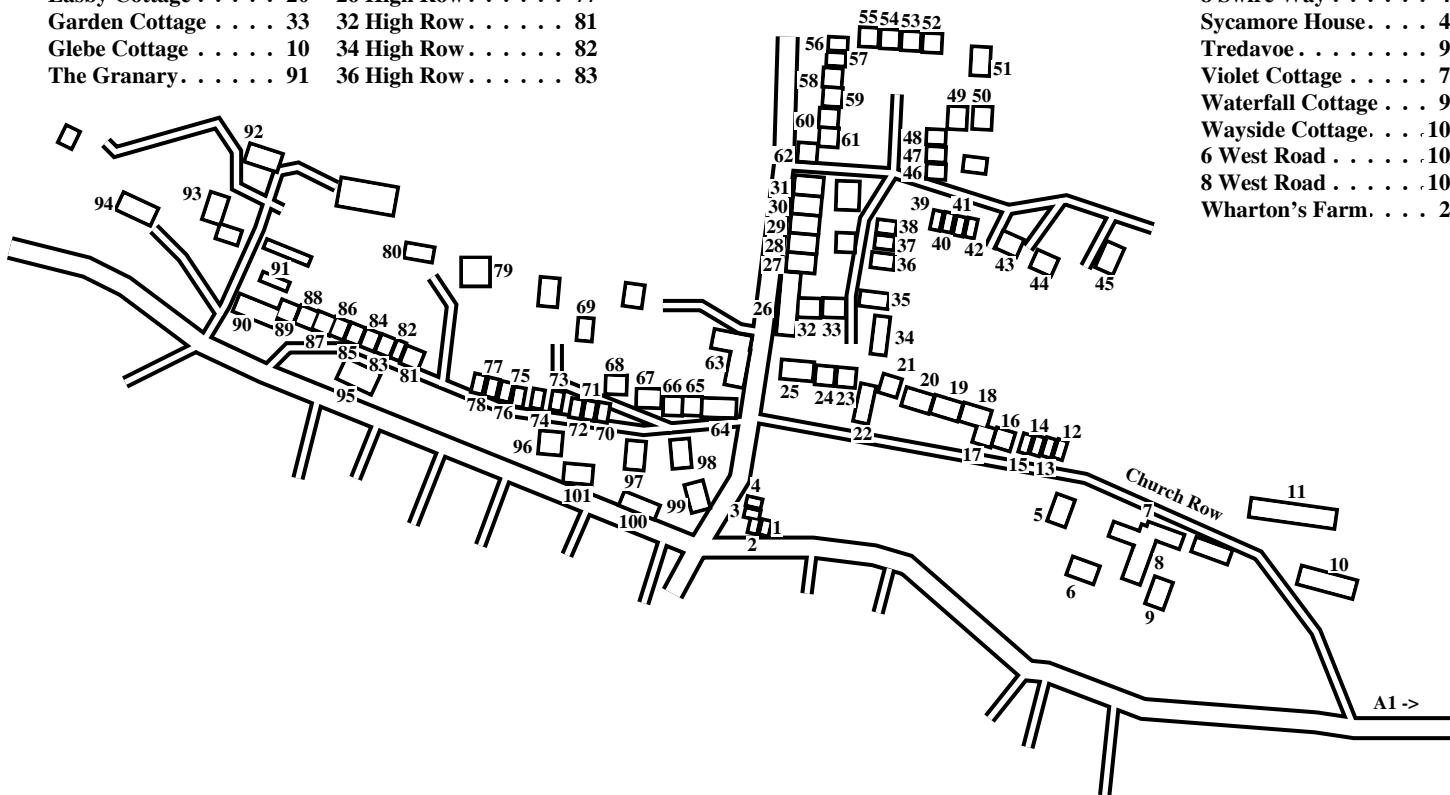 Garden Cottage . . . . 33 32 High Row . . . . . . 81
Glebe Cottage . . . . . 10 34 High Row . . . . . . 82
The Granary. . . . . . 91 36 High Row . . . . . . 83
Sycamore House. . . . 4
Tredavoe . . . . . . . . 9
Violet Cottage . . . . . 7
Waterfall Cottage . . . 9
Wayside Cottage. . . . 10
6 West Road . . . . . . 10
8 West Road . . . . . . 10
Wharton's Farm. . . . 2
55 54 53 52
56
57
51
58
59
49 50
60
61
48
62
47
46
92
31
30
29
28
27
93
94
39 41
38
40 42
37
36
43
44
45
80
79
91
26
35
69
32 33
34
90
89 88 86 84 82
87 85 83 81
95
63
68 67 66 65
64
25 24 23
21 20 19 18
22
77 75 73 71
78 76 74 72 70
16 14 12
17 15 13
96
97
98
99
101
100
4
3
1
2
Church Row
5
7
11
8
6
9
10
A1 ->